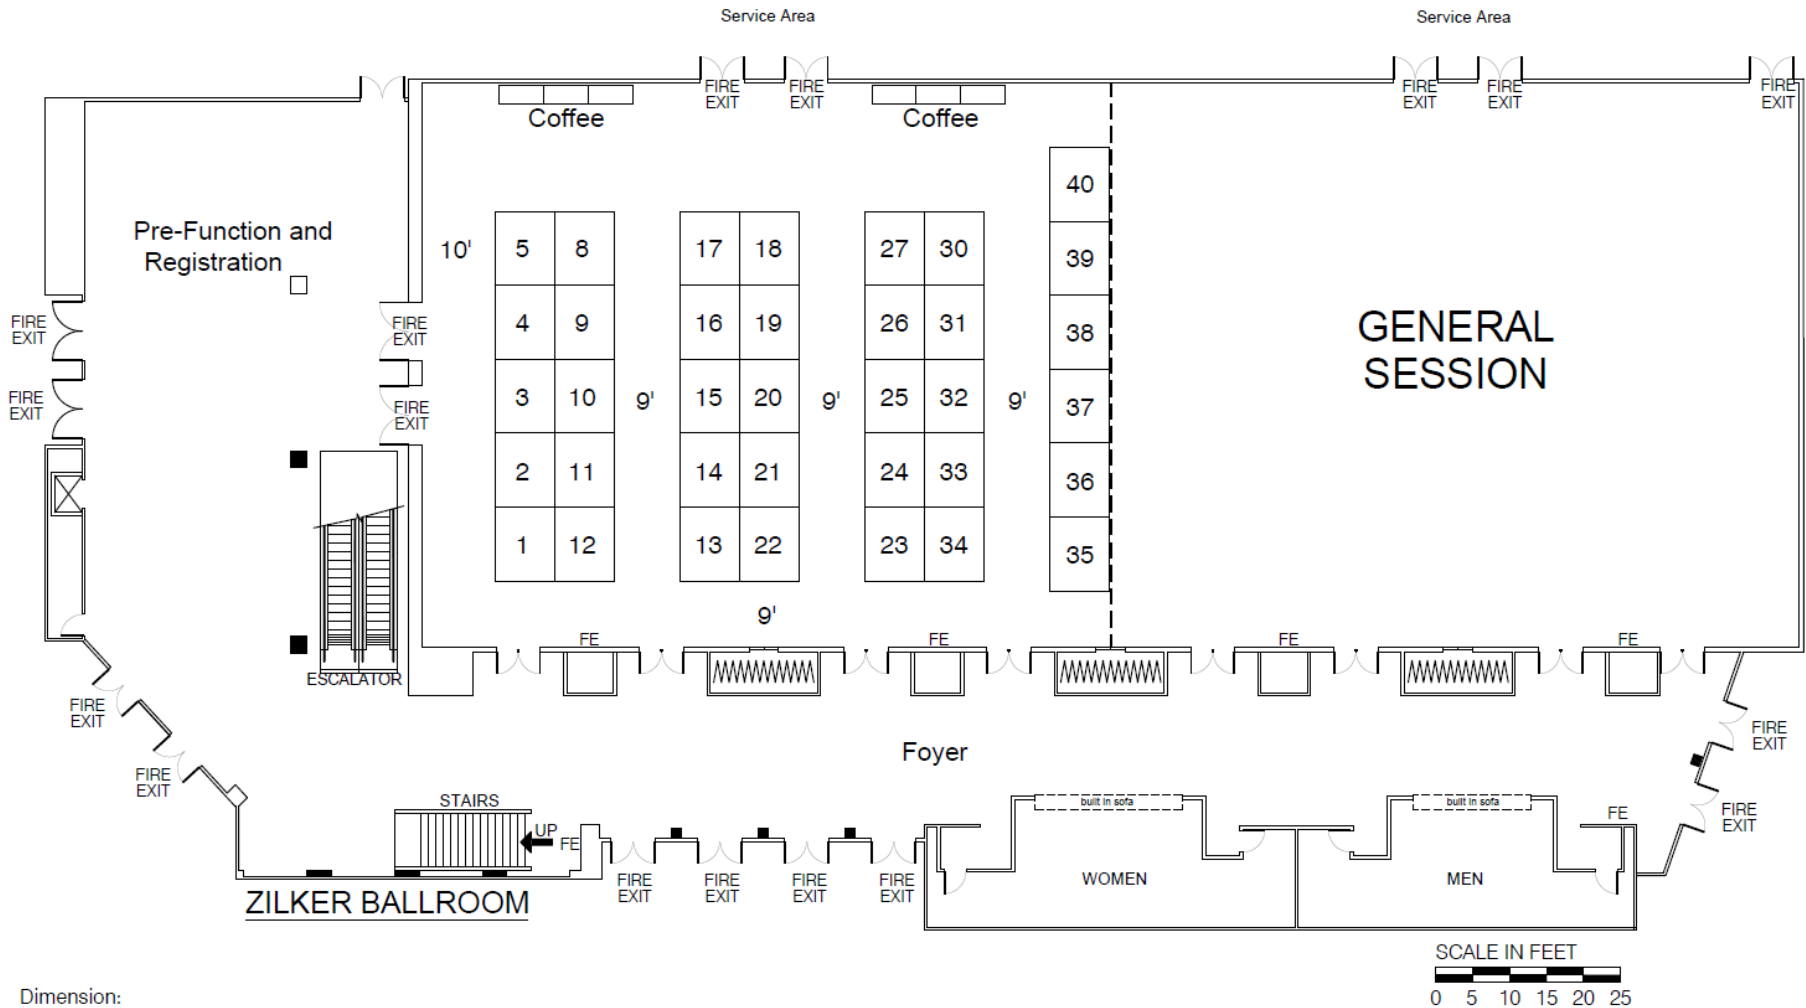 Service Area
Service Area
FIRE
EXIT
FIRE
EXIT
FIRE
EXIT
FIRE
EXIT
FIRE
EXIT
Coffee
Coffee
40
Pre-Function and
Registration
10'
5
8
17
18
27
30
39
FIRE
EXIT
FIRE
EXIT
4
9
16
19
26
31
38
GENERAL
SESSION
FIRE
EXIT
FIRE
EXIT
3
10
9'
15
20
9'
25
32
9'
37
2
11
14
21
24
33
36
1
12
13
22
23
34
35
9'
FE
FE
FE
FE
ESCALATOR
FIRE
EXIT
FIRE
EXIT
Foyer
FIRE
EXIT
FIRE
EXIT
STAIRS
UP
FE
built in sofa
built in sofa
FE
FIRE
EXIT
FIRE
EXIT
FIRE
EXIT
FIRE
EXIT
WOMEN
MEN
ZILKER BALLROOM
SCALE IN FEET
0 5 10 15 20 25
Dimension: